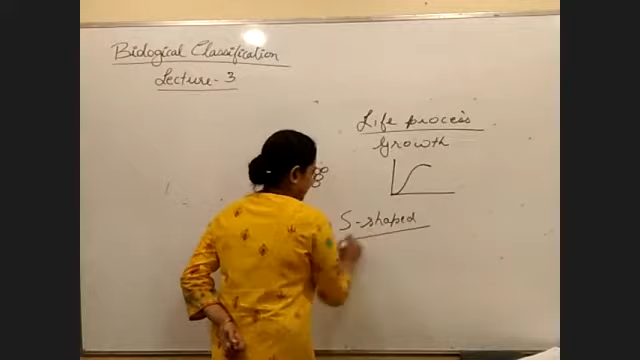 Biological Classification
Lecture-3
Life process
Growth
S-shaped